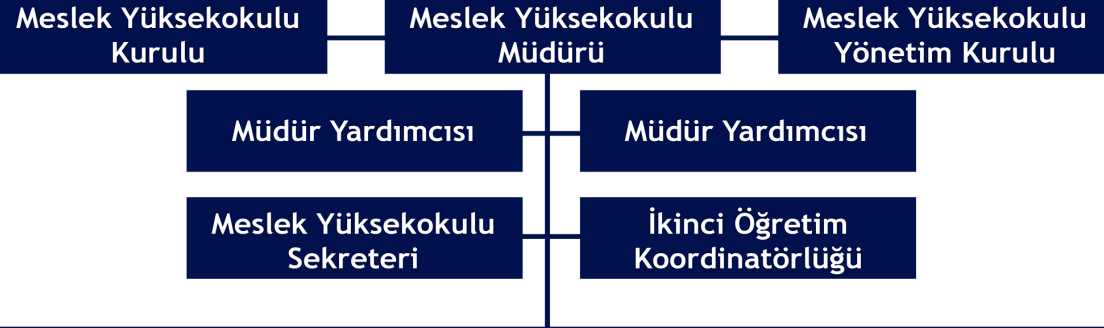 Meslek Yüksekokulu
Kurulu
Meslek Yüksekokulu
Müdürü
Meslek Yüksekokulu
Yönetim Kurulu
Müdür Yardımcısı
Müdür Yardımcısı
Meslek Yüksekokulu
Sekreteri
İkinci Öğretim
Koordinatörlüğü